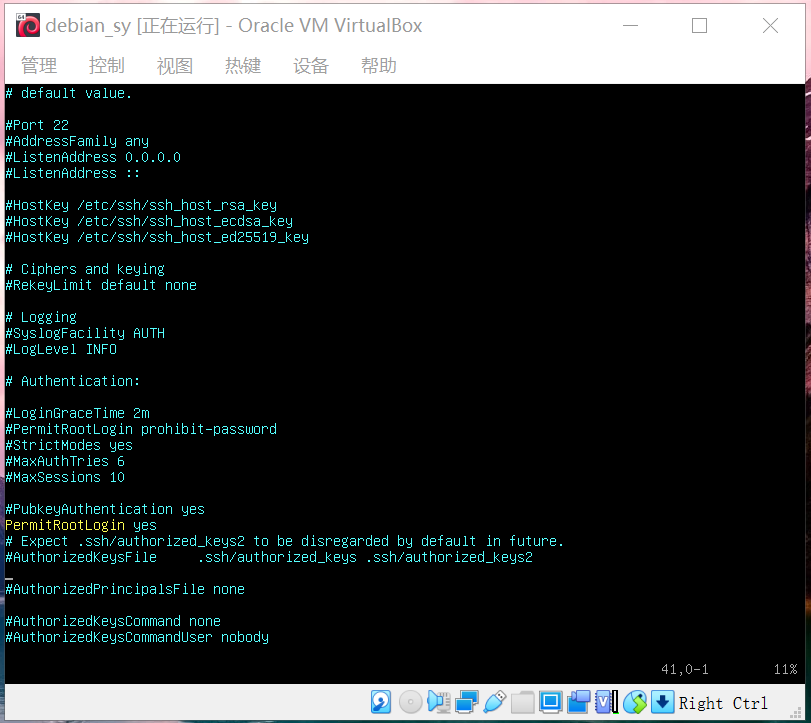 debian_sy [正在运行] - Oracle VM VirtualBox
管理 控制 视图 热键 设备 帮助
# default value.
#Port 22
#AddressFamily any
#ListenAddress 0.0.0.0
#ListenAddress ::
#HostKey /etc/ssh/ssh_host_rsa_key
#HostKey /etc/ssh/ssh_host_ecdsa_key
#HostKey /etc/ssh/ssh_host_ed25519_key
# Ciphers and keying
#RekeyLimit default none
# Logging
#SyslogFacility AUTH
#LogLevel INFO
# Authentication:
#LoginGraceTime 2m
#PermitRootLogin prohibit-password
#StrictModes yes
#MaxAuthTries 6
#MaxSessions 10
#PubkeyAuthentication yes
PermitRootLogin yes
# Expect .ssh/authorized_keys2 to be disregarded by default in future.
#AuthorizedKeysFile     .ssh/authorized_keys .ssh/authorized_keys2
#AuthorizedPrincipalsFile none
#AuthorizedKeysCommand none
#AuthorizedKeysCommandUser nobody
41,0-1 11%
Right Ctrl